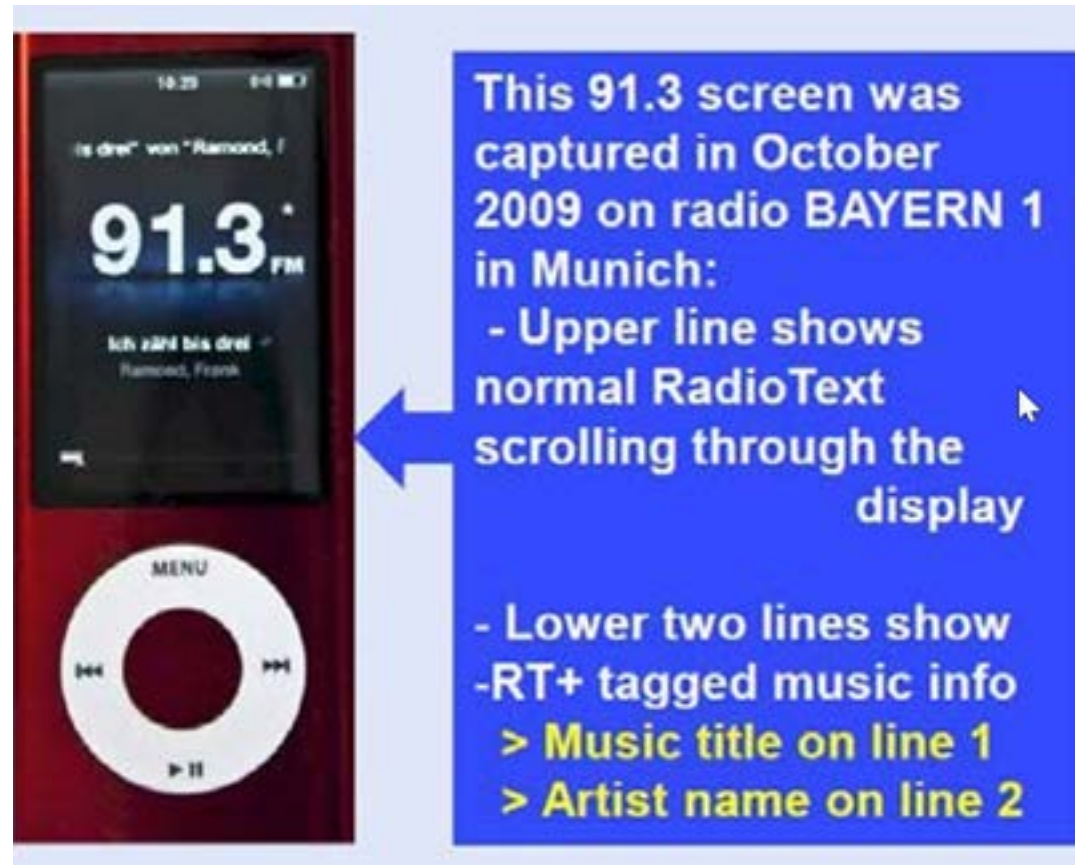 10:29
is drei" von "Ramond, F
91.3
FM
Ich zähl bis drei
Ramond, Frank
MENU
This 91.3 screen was
captured in October
2009 on radio BAYERN 1
in Munich:
- Upper line shows
normal RadioText
scrolling through the
display
- Lower two lines show
-RT+ tagged music info
> Music title on line 1
> Artist name on line 2